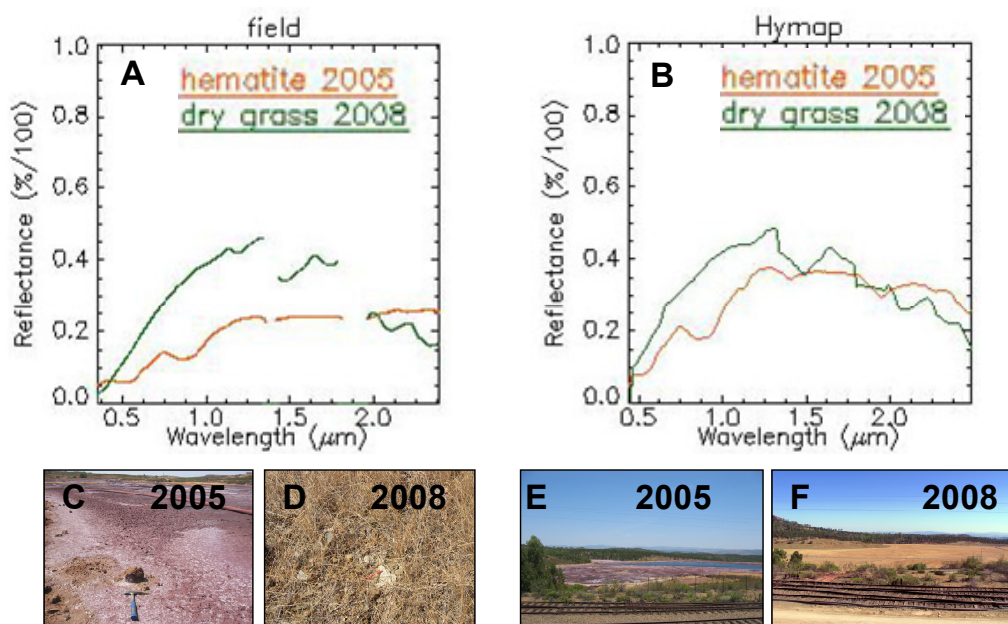 field
A
hematite 2005
dry grass 2008
Reflectance (%/100)
1.0
0.8
0.6
0.4
0.2
0.0
0.5 1.0 1.5 2.0
Wavelength (μm)
Hymap
B
hematite 2005
dry grass 2008
Reflectance (%/100)
1.0
0.8
0.6
0.4
0.2
0.0
0.5 1.0 1.5 2.0
Wavelength (μm)
C 2005
D 2008
E 2005
F 2008